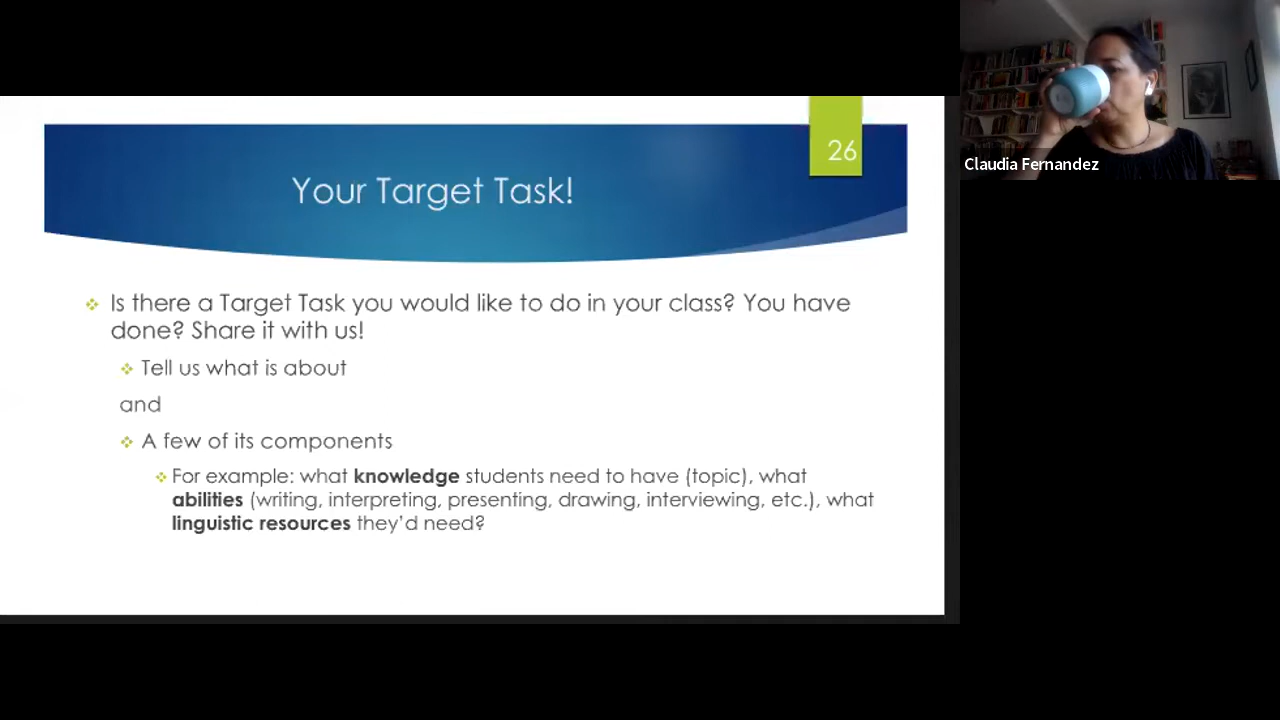 26
Your Target Task!
Is there a Target Task you would like to do in your class? You have
done? Share it with us!
Tell us what is about
and
A few of its components
For example: what knowledge students need to have (topic), what
abilities (writing, interpreting, presenting, drawing, interviewing, etc.), what
linguistic resources they'd need?
Claudia Fernandez